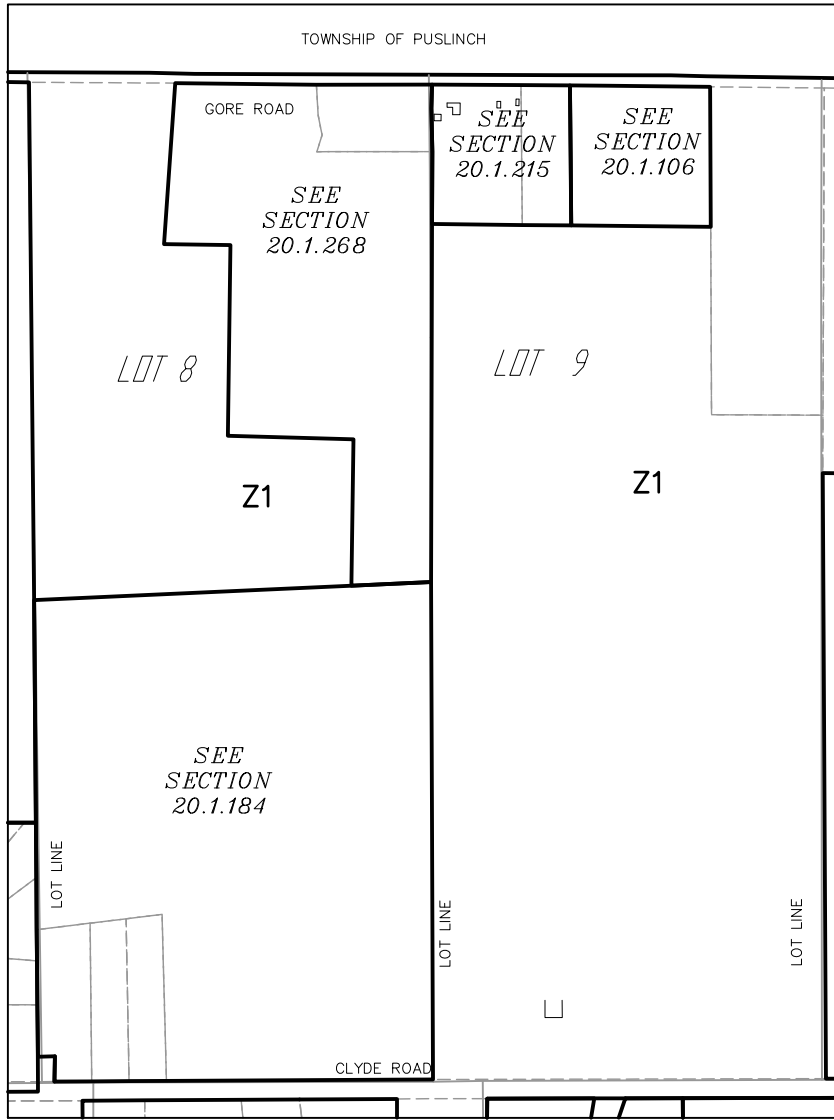 TOWNSHIP OF PUSLINCH
GORE ROAD
SEE
SECTION
20.1.215
SEE
SECTION
20.1.106
SEE
SECTION
20.1.268
LOT 8
LOT 9
Z1
Z1
SEE
SECTION
20.1.184
LOT LINE
LOT LINE
LOT LINE
CLYDE ROAD